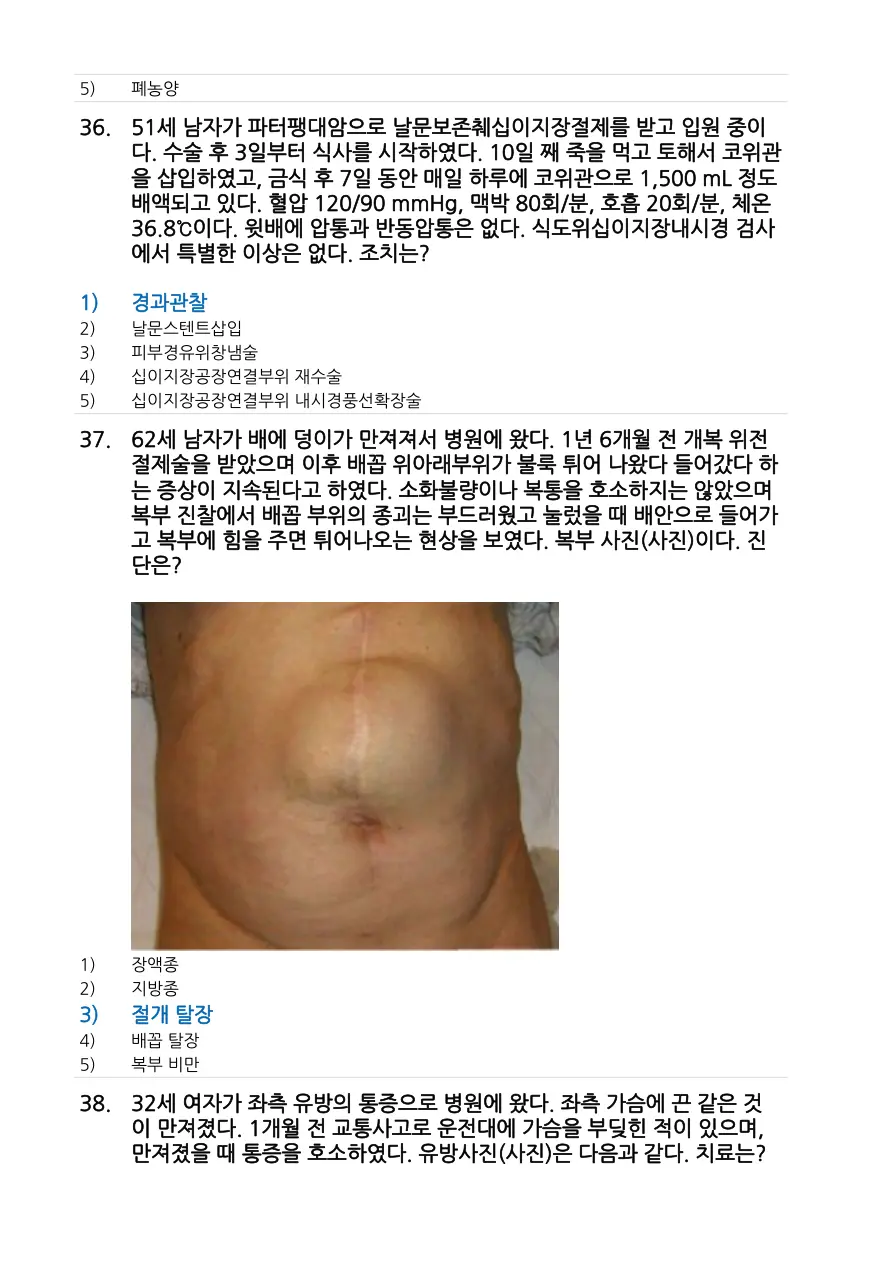 5) 폐농양
36. 51세 남자가 파터팽대암으로 날문보존췌십이지장절제를 받고 입원 중이
다. 수술 후 3일부터 식사를 시작하였다. 10일 째 죽을 먹고 토해서 코위관
을 삽입하였고, 금식 후 7일 동안 매일 하루에 코위관으로 1,500 mL 정도
배액되고 있다. 혈압 120/90 mmHg, 맥박 80회/분, 호흡 20회/분, 체온
36.8℃이다. 윗배에 압통과 반동압통은 없다. 식도위십이지장내시경 검사
에서 특별한 이상은 없다. 조치는?
1) 경과관찰
2) 날문스텐트삽입
3) 피부경유위창냄술
4) 십이지장공장연결부위 재수술
5) 십이지장공장연결부위 내시경풍선확장술
37. 62세 남자가 배에 덩이가 만져져서 병원에 왔다. 1년 6개월 전 개복 위전
절제술을 받았으며 이후 배꼽 위아래부위가 불룩 튀어 나왔다 들어갔다 하
는 증상이 지속된다고 하였다. 소화불량이나 복통을 호소하지는 않았으며
복부 진찰에서 배꼽 부위의 종괴는 부드러웠고 눌렀을 때 배안으로 들어가
고 복부에 힘을 주면 튀어나오는 현상을 보였다. 복부 사진(사진)이다. 진
단은?
1) 장액종
2) 지방종
3) 절개 탈장
4) 배꼽 탈장
5) 복부 비만
38. 32세 여자가 좌측 유방의 통증으로 병원에 왔다. 좌측 가슴에 끈 같은 것
이 만져졌다. 1개월 전 교통사고로 운전대에 가슴을 부딪힌 적이 있으며,
만져졌을 때 통증을 호소하였다. 유방사진(사진)은 다음과 같다. 치료는?